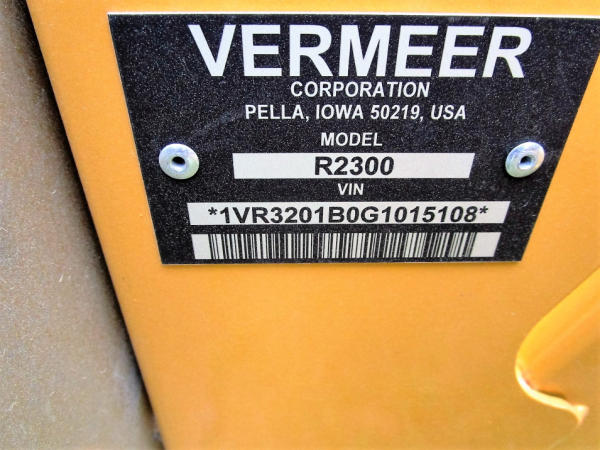 VERMEER
CORPORATION
PELLA, IOWA 50219, USA
MODEL
R2300
VIN
*1VR3201B0G1015108*